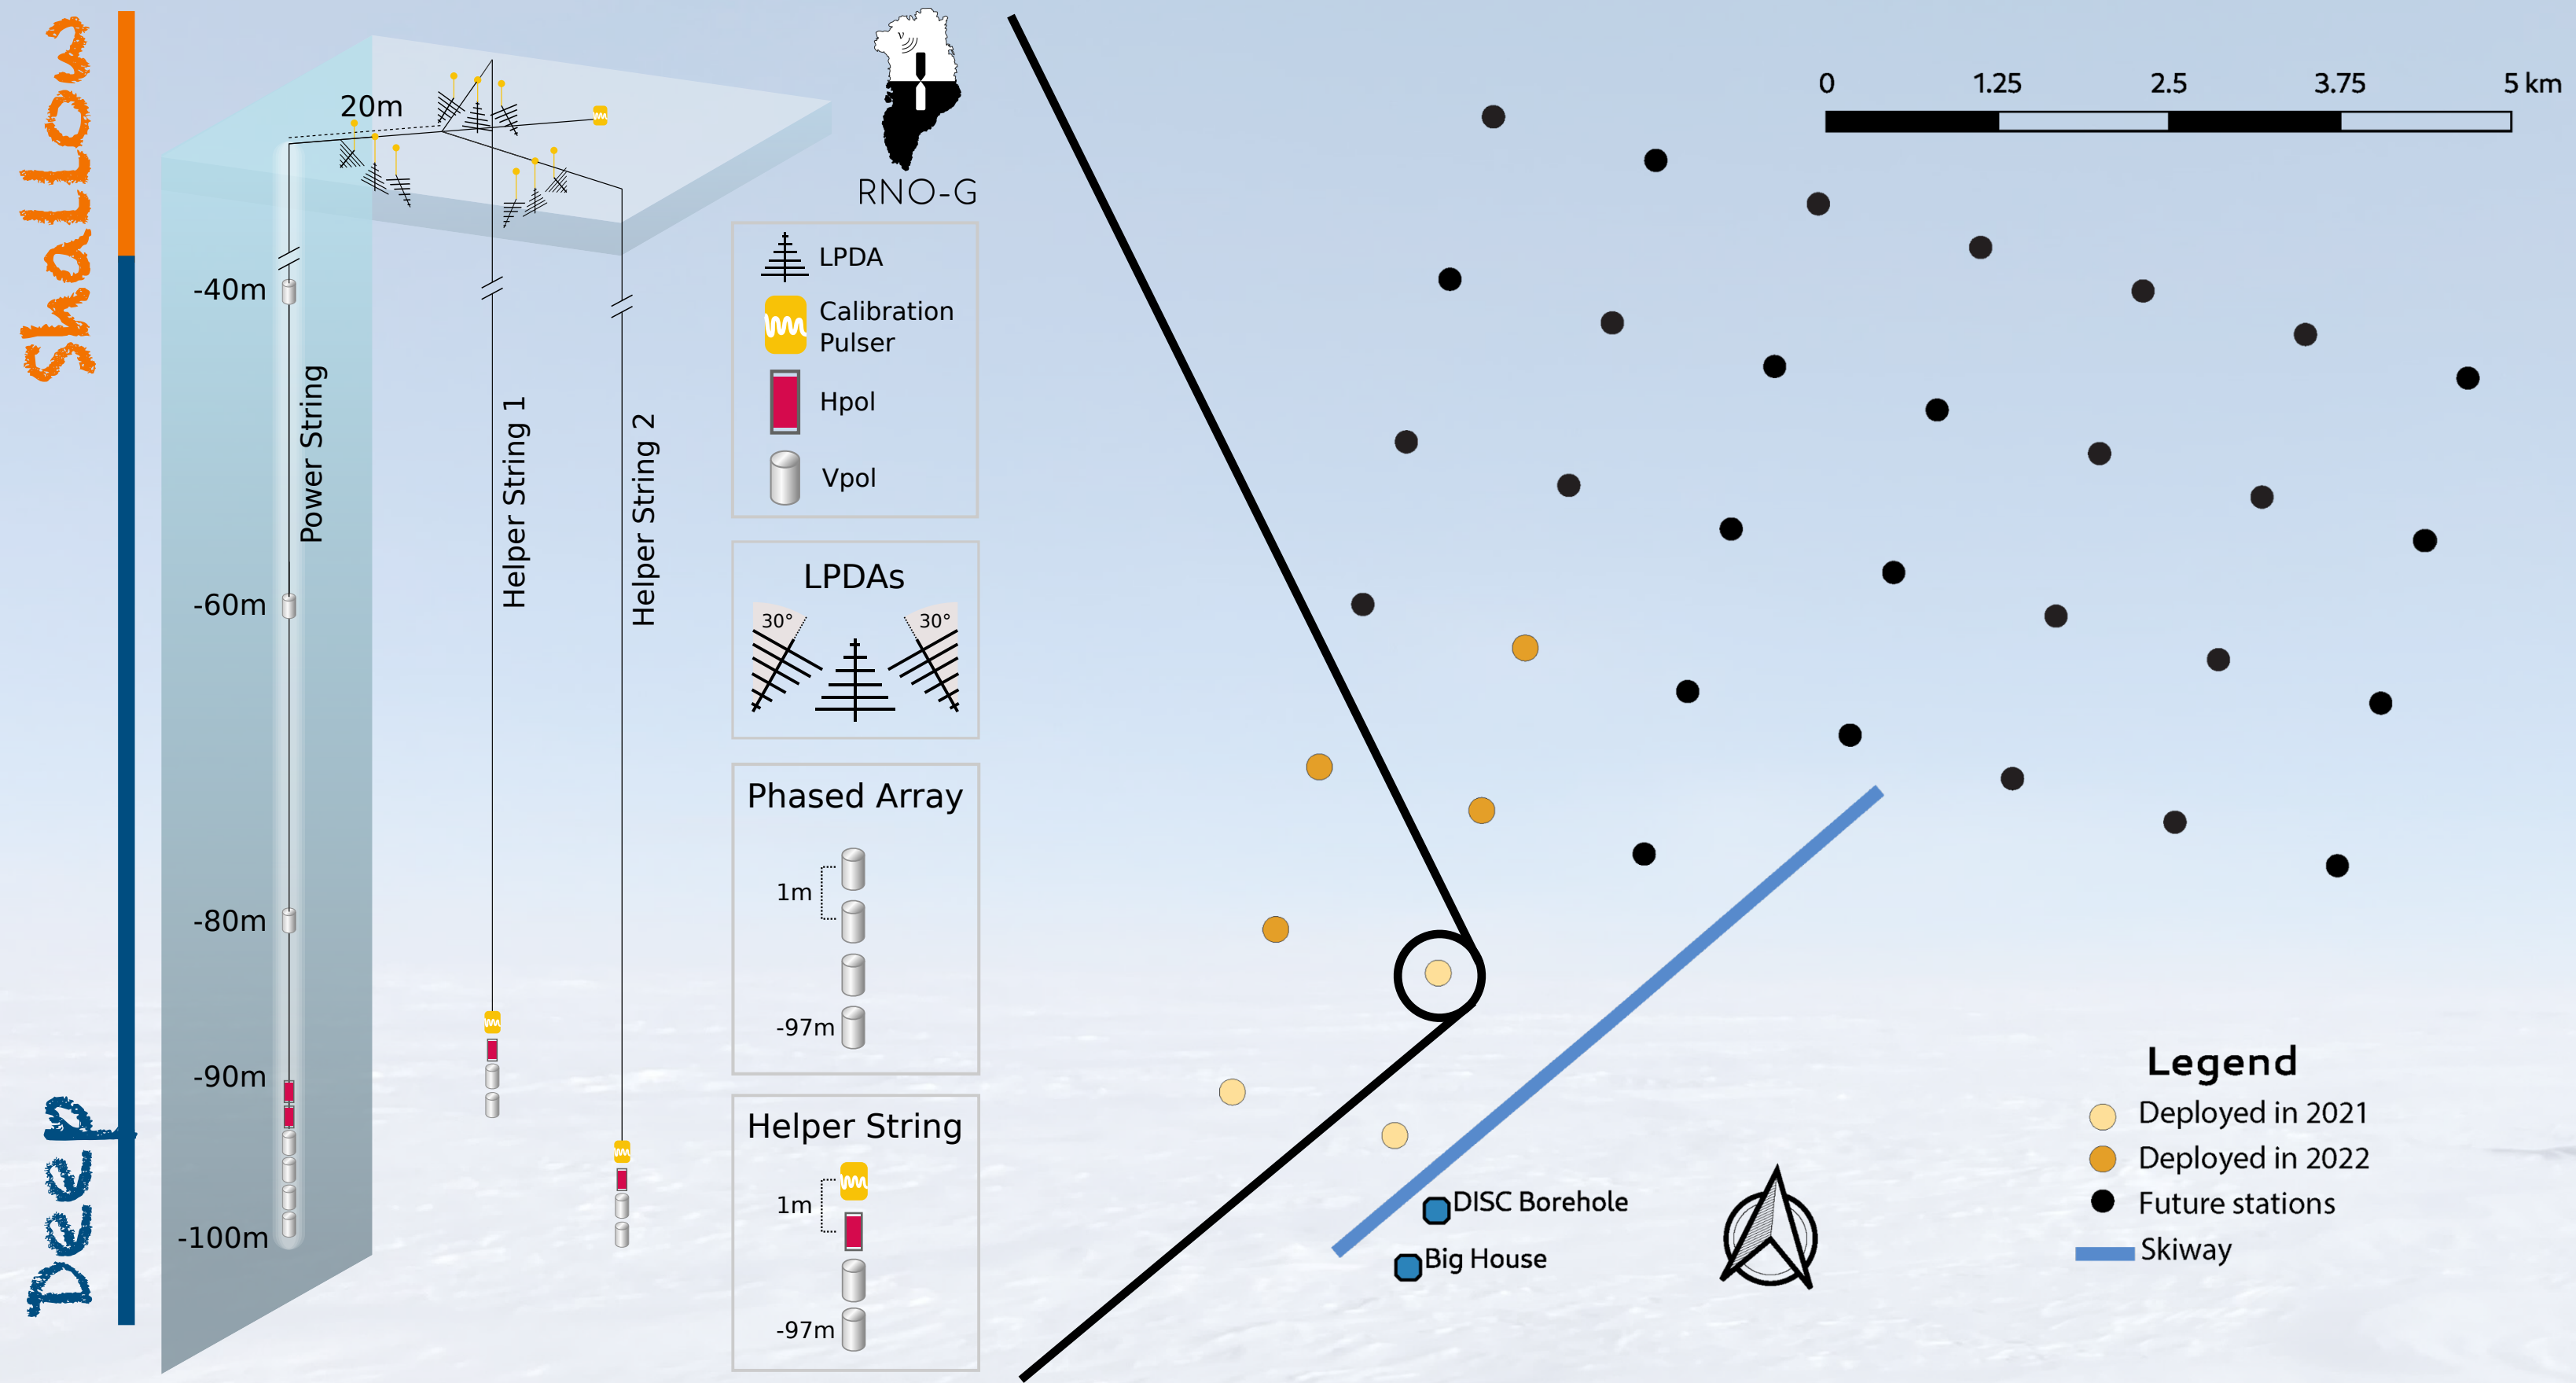 Shallow
Deep
20m
-40m
-60m
-80m
-90m
-100m
Power String
Helper String 1
Helper String 2
ν
RNO-G
LPDA
Calibration
Pulser
Hpol
Vpol
LPDAs
30°
30°
Phased Array
1m
-97m
Helper String
1m
-97m
0
1.25
2.5
3.75
5 km
DISC Borehole
Big House
Legend
Deployed in 2021
Deployed in 2022
Future stations
Skiway